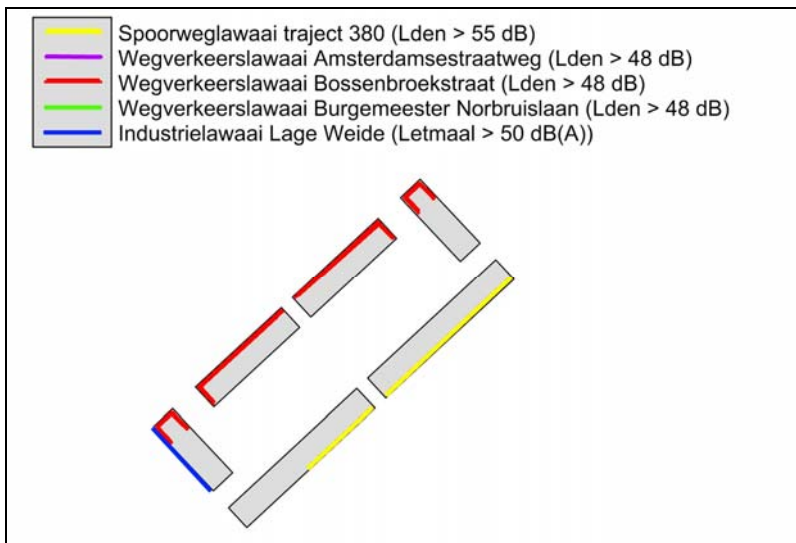 Spoorweglawaai traject 380 (Lden > 55 dB)
Wegverkeerslawaai Amsterdamsestraatweg (Lden > 48 dB)
Wegverkeerslawaai Bossenbroekstraat (Lden > 48 dB)
Wegverkeerslawaai Burgemeester Norbruislaan (Lden > 48 dB)
Industrielawaai Lage Weide (Letmaal > 50 dB(A))